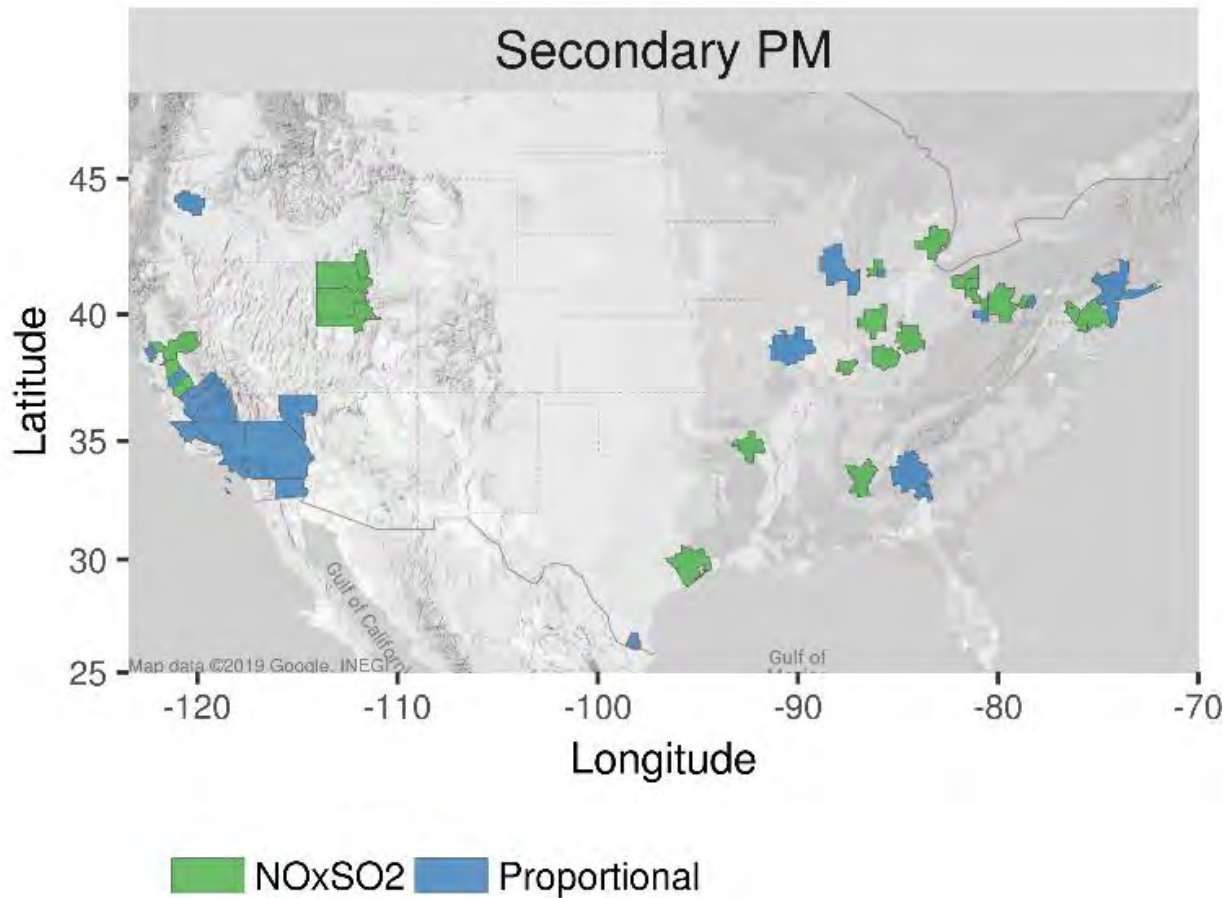 Secondary PM
45
40
35
30
25
Latitude
Gulf of California
Map data ©2019 Google, INEGI
Gulf of
-120
-110
-100
-90
-80
-70
Longitude
NOxSO2
Proportional